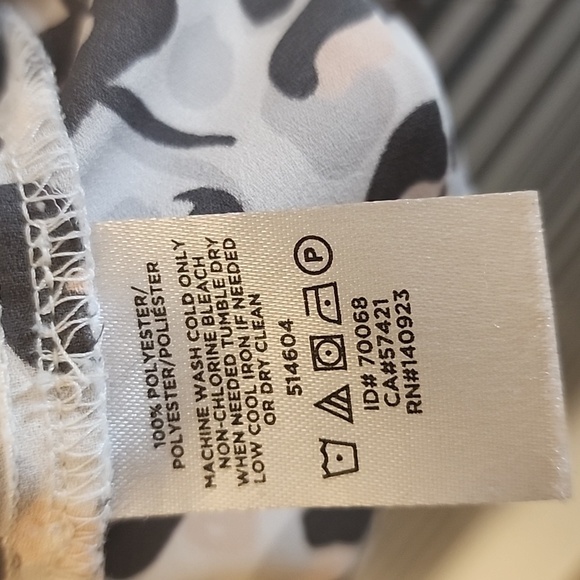 100% POLYESTER/
POLYESTER/POLIESTER
MACHINE WASH COLD ONLY
NON-CHLORINE BLEACH
WHEN NEEDED TUMBLE DRY
LOW COOL IRON IF NEEDED
OR DRY CLEAN
514604
P
ID# 70068
CA#57421
RN#140923